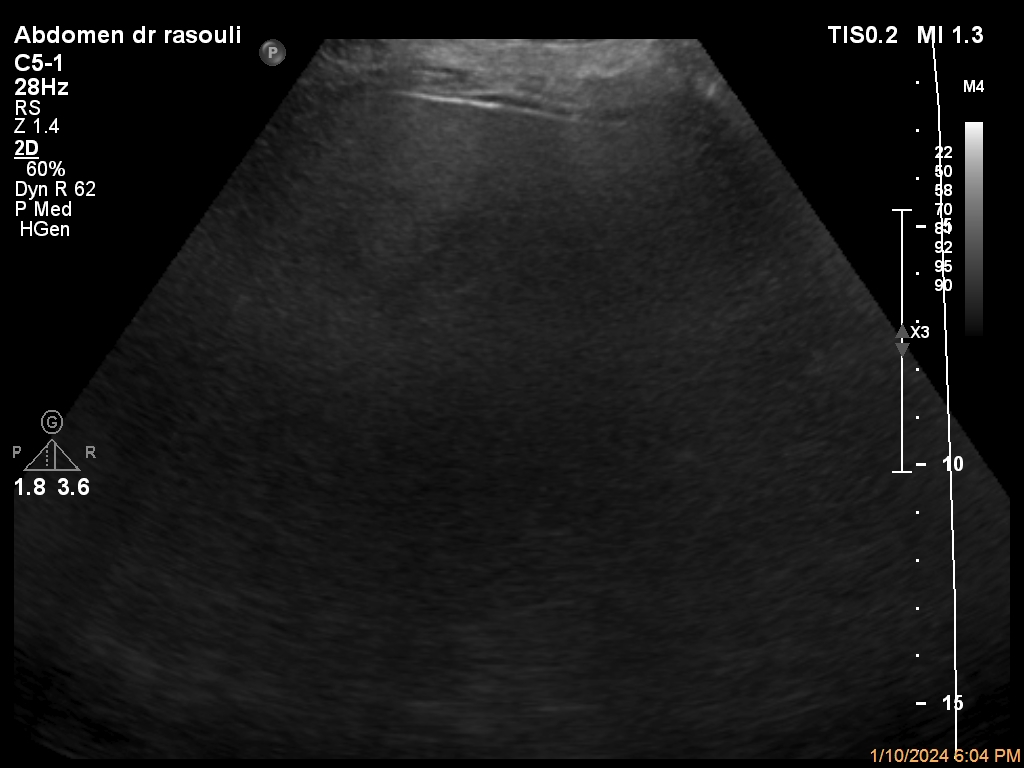 Abdomen dr rasouli
C5-1
28Hz
RS
Z 1.4
2D
60%
Dyn R 62
P Med
HGen
P
TIS0.2 MI 1.3
M4
22
50
58
70
5
92
95
90
X3
10
15
G
P R
1.8 3.6
1/10/2024 6:04 PM